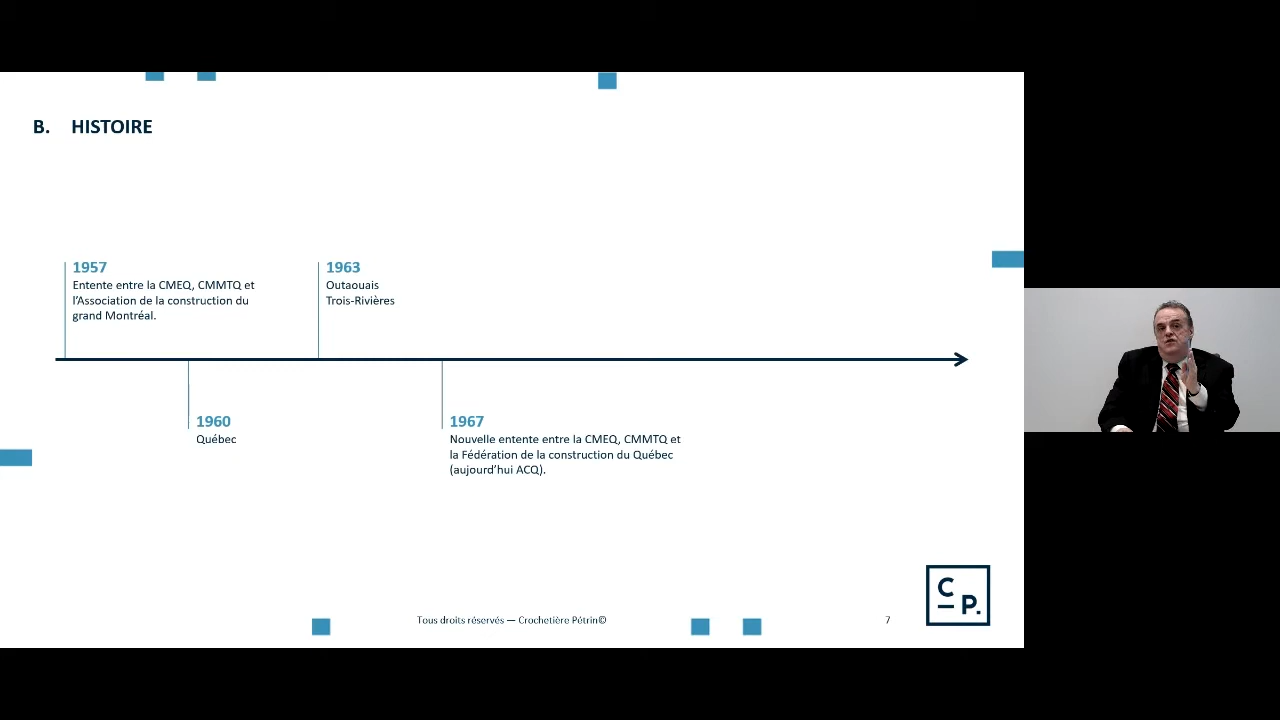 B. HISTOIRE
1957
Entente entre la CMEQ, CMMTQ et
l’Association de la construction du
grand Montréal.
1963
Outaouais
Trois-Rivières
1960
Québec
1967
Nouvelle entente entre la CMEQ, CMMTQ et
la Fédération de la construction du Québec
(aujourd’hui ACQ).
C
P.
Tous droits réservés — Crochetière Pétrin©
7